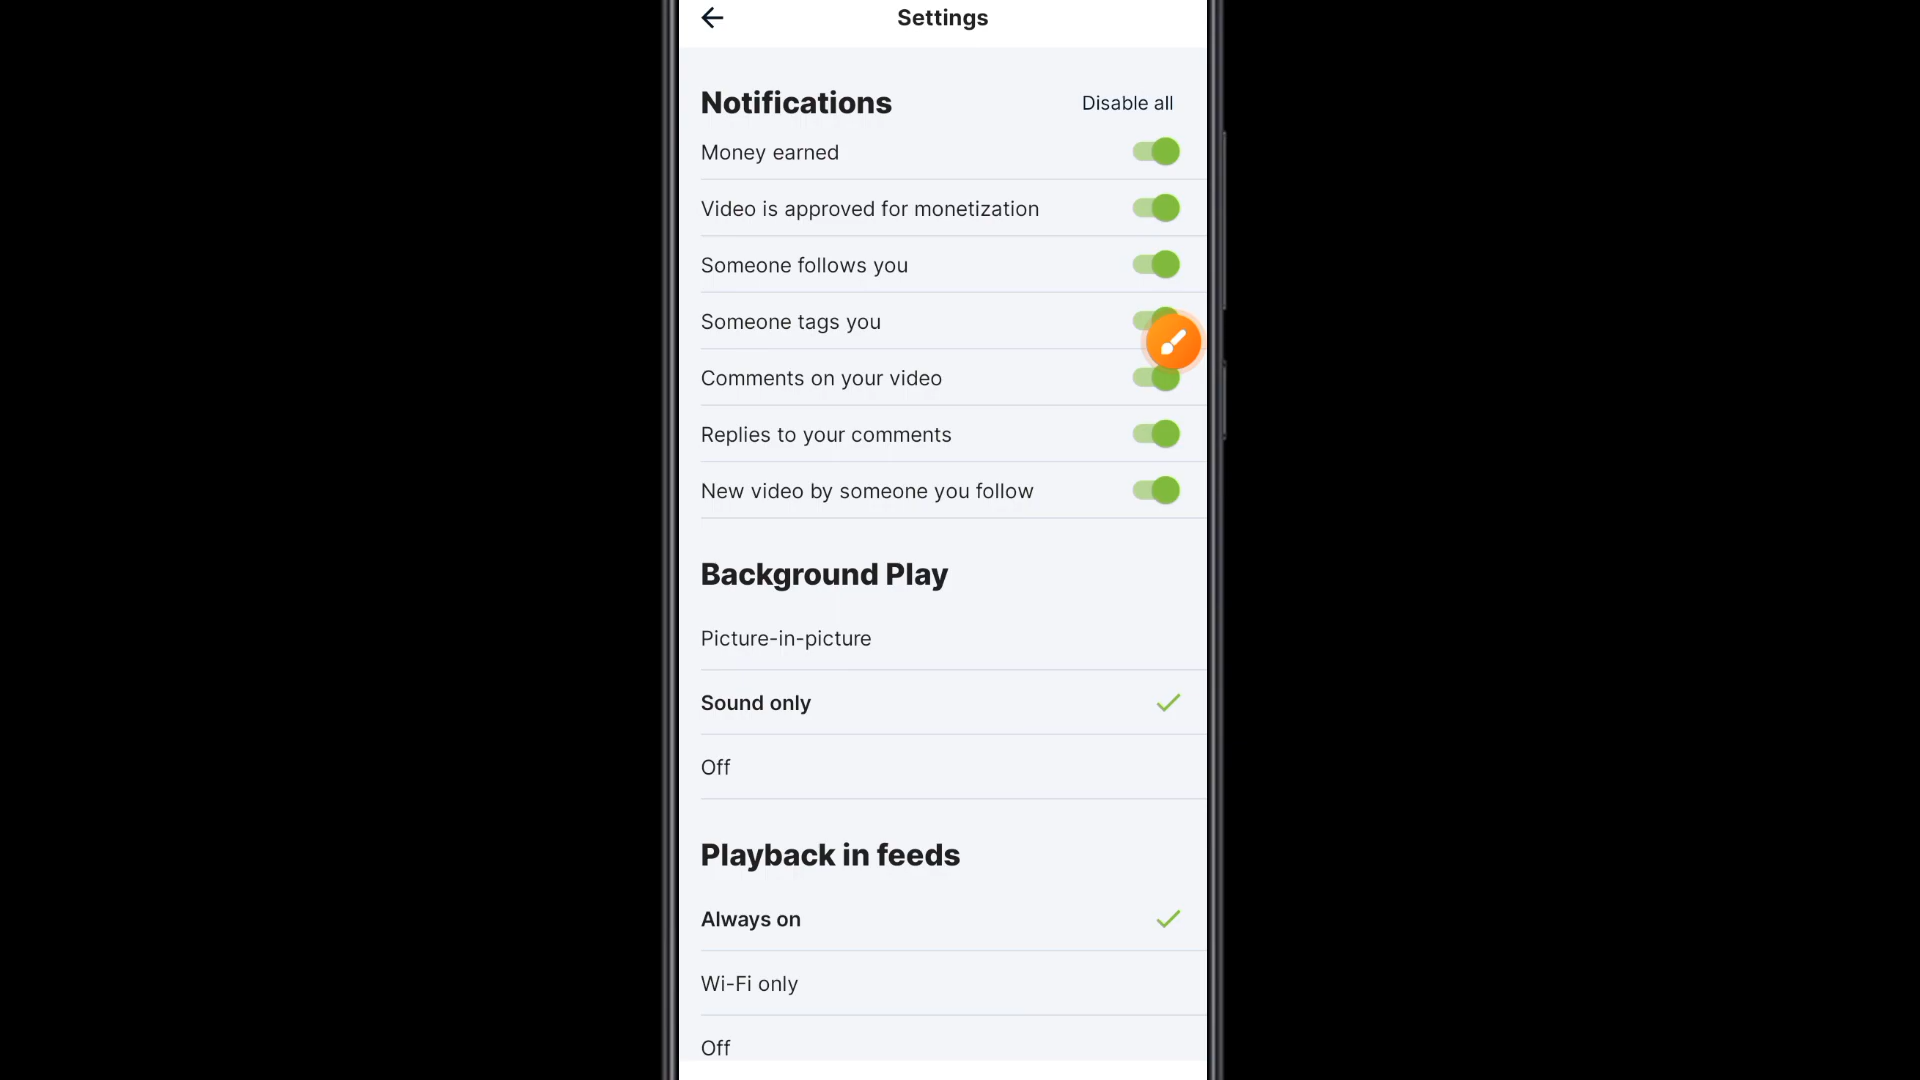 Settings
Notifications
Disable all
Money earned
Video is approved for monetization
Someone follows you
Someone tags you
Comments on your video
Replies to your comments
New video by someone you follow
Background Play
Picture-in-picture
Sound only
Off
Playback in feeds
Always on
Wi-Fi only
Off